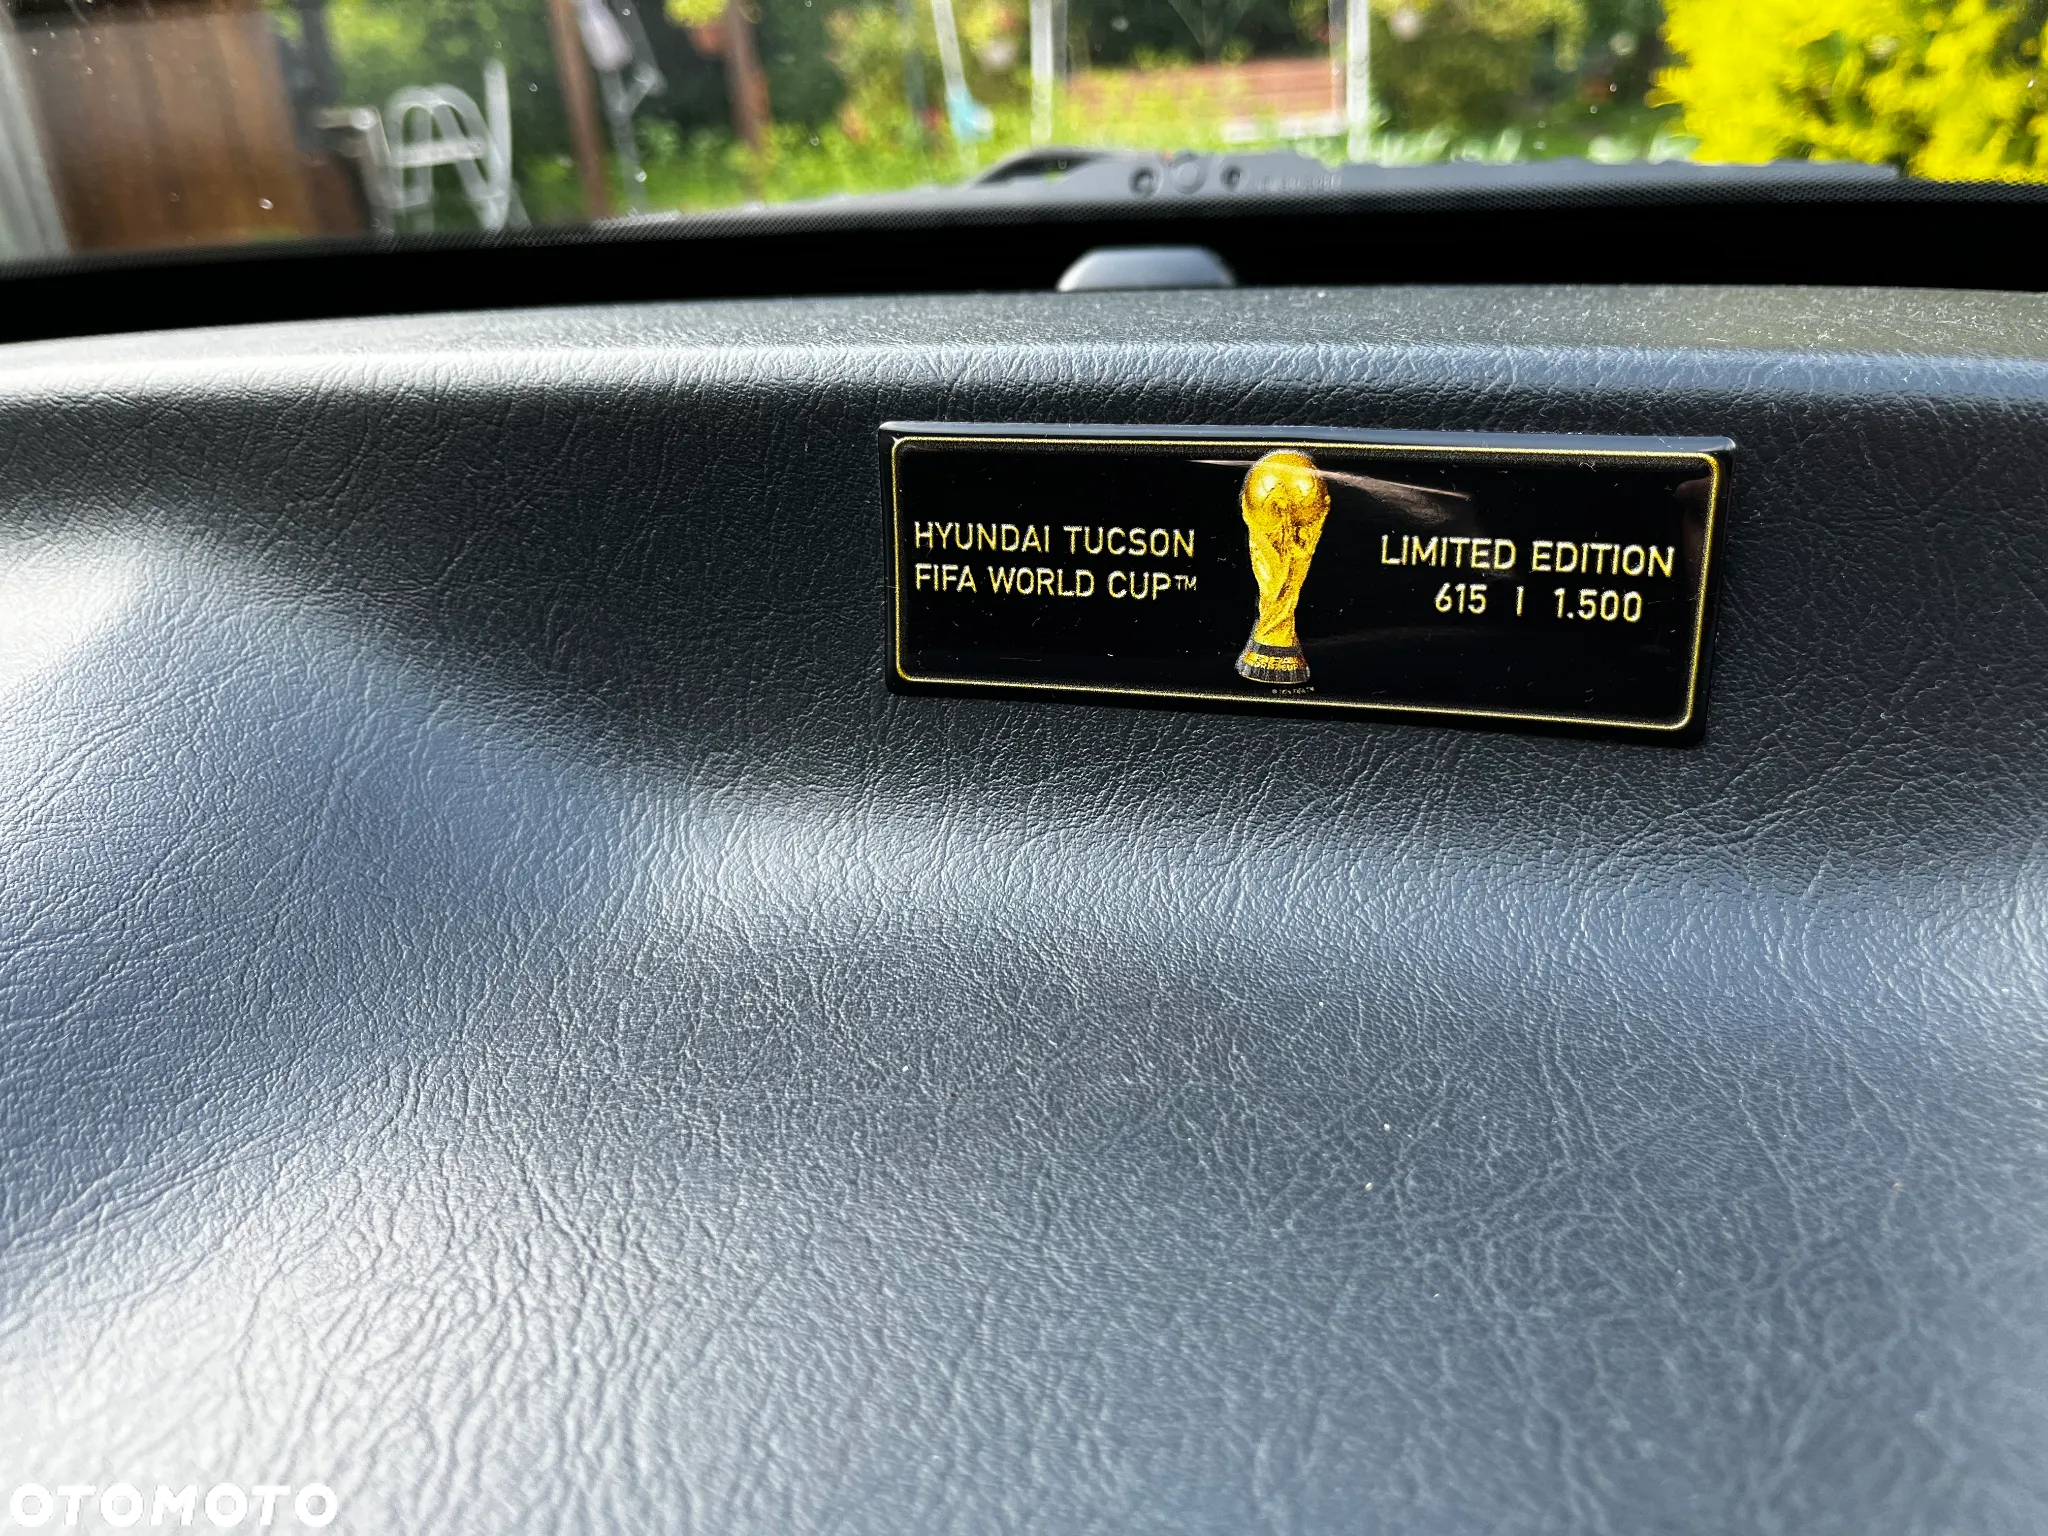 HYUNDAI TUCSON
FIFA WORLD CUP™
LIMITED EDITION
615 | 1.500
OTOMOTO